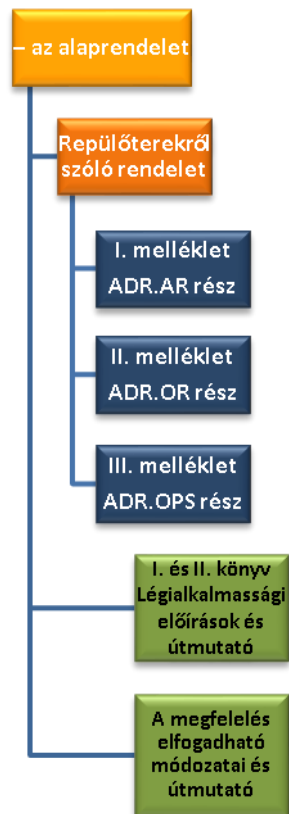 – az alaprendelet
Repülőterekről
szóló rendelet
I. melléklet
ADR.AR rész
II. melléklet
ADR.OR rész
III. melléklet
ADR.OPS rész
I. és II. könyv
Légialkalmassági
előírások és
útmutató
A megfelelés
elfogadható
módozatai és
útmutató